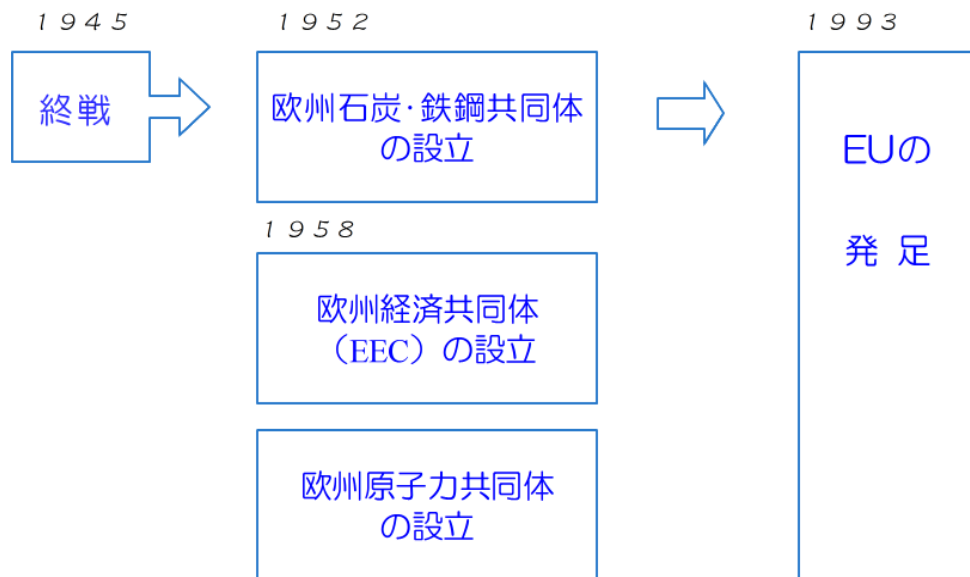 １９４５
終戦
１９５２
欧州石炭・鉄鋼共同体
の設立
１９５８
欧州経済共同体
（EEC）の設立
欧州原子力共同体
の設立
１９９３
EUの
発 足